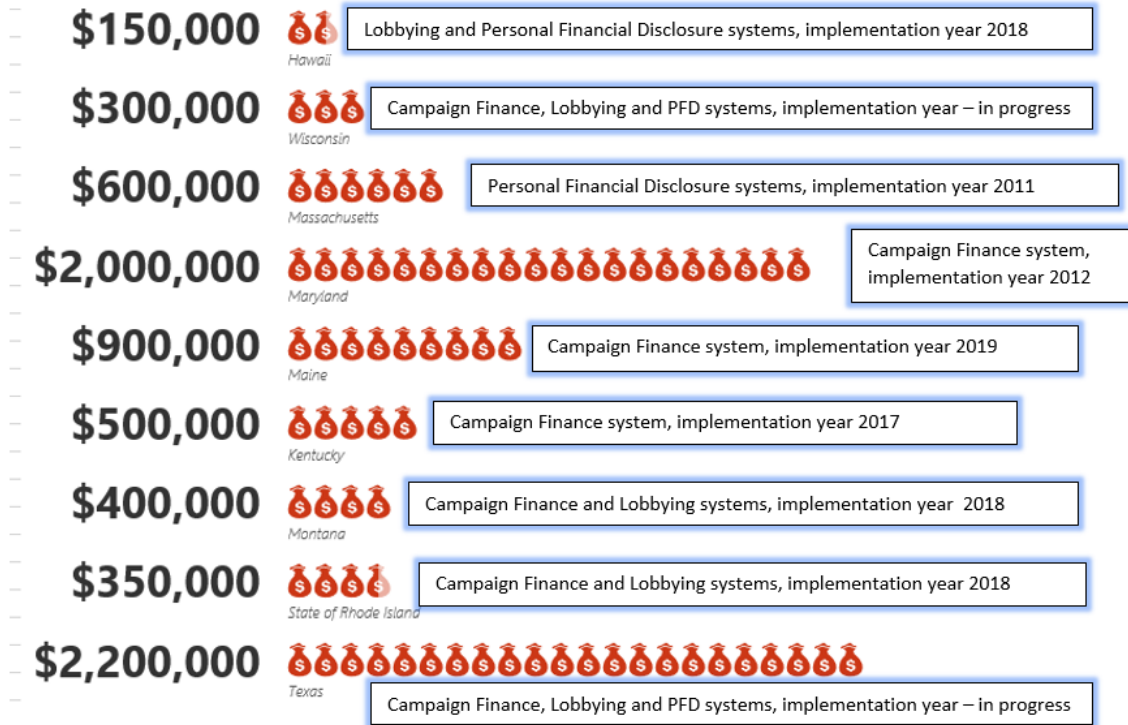 $150,000
Lobbying and Personal Financial Disclosure systems, implementation year 2018
Hawaii
$300,000
Campaign Finance, Lobbying and PFD systems, implementation year – in progress
Wisconsin
$600,000
Personal Financial Disclosure systems, implementation year 2011
Massachusetts
$2,000,000
Campaign Finance system,
implementation year 2012
Maryland
$900,000
Campaign Finance system, implementation year 2019
Maine
$500,000
Campaign Finance system, implementation year 2017
Kentucky
$400,000
Campaign Finance and Lobbying systems, implementation year  2018
Montana
$350,000
Campaign Finance and Lobbying systems, implementation year 2018
State of Rhode Island
$2,200,000
Texas
Campaign Finance, Lobbying and PFD systems, implementation year – in progress